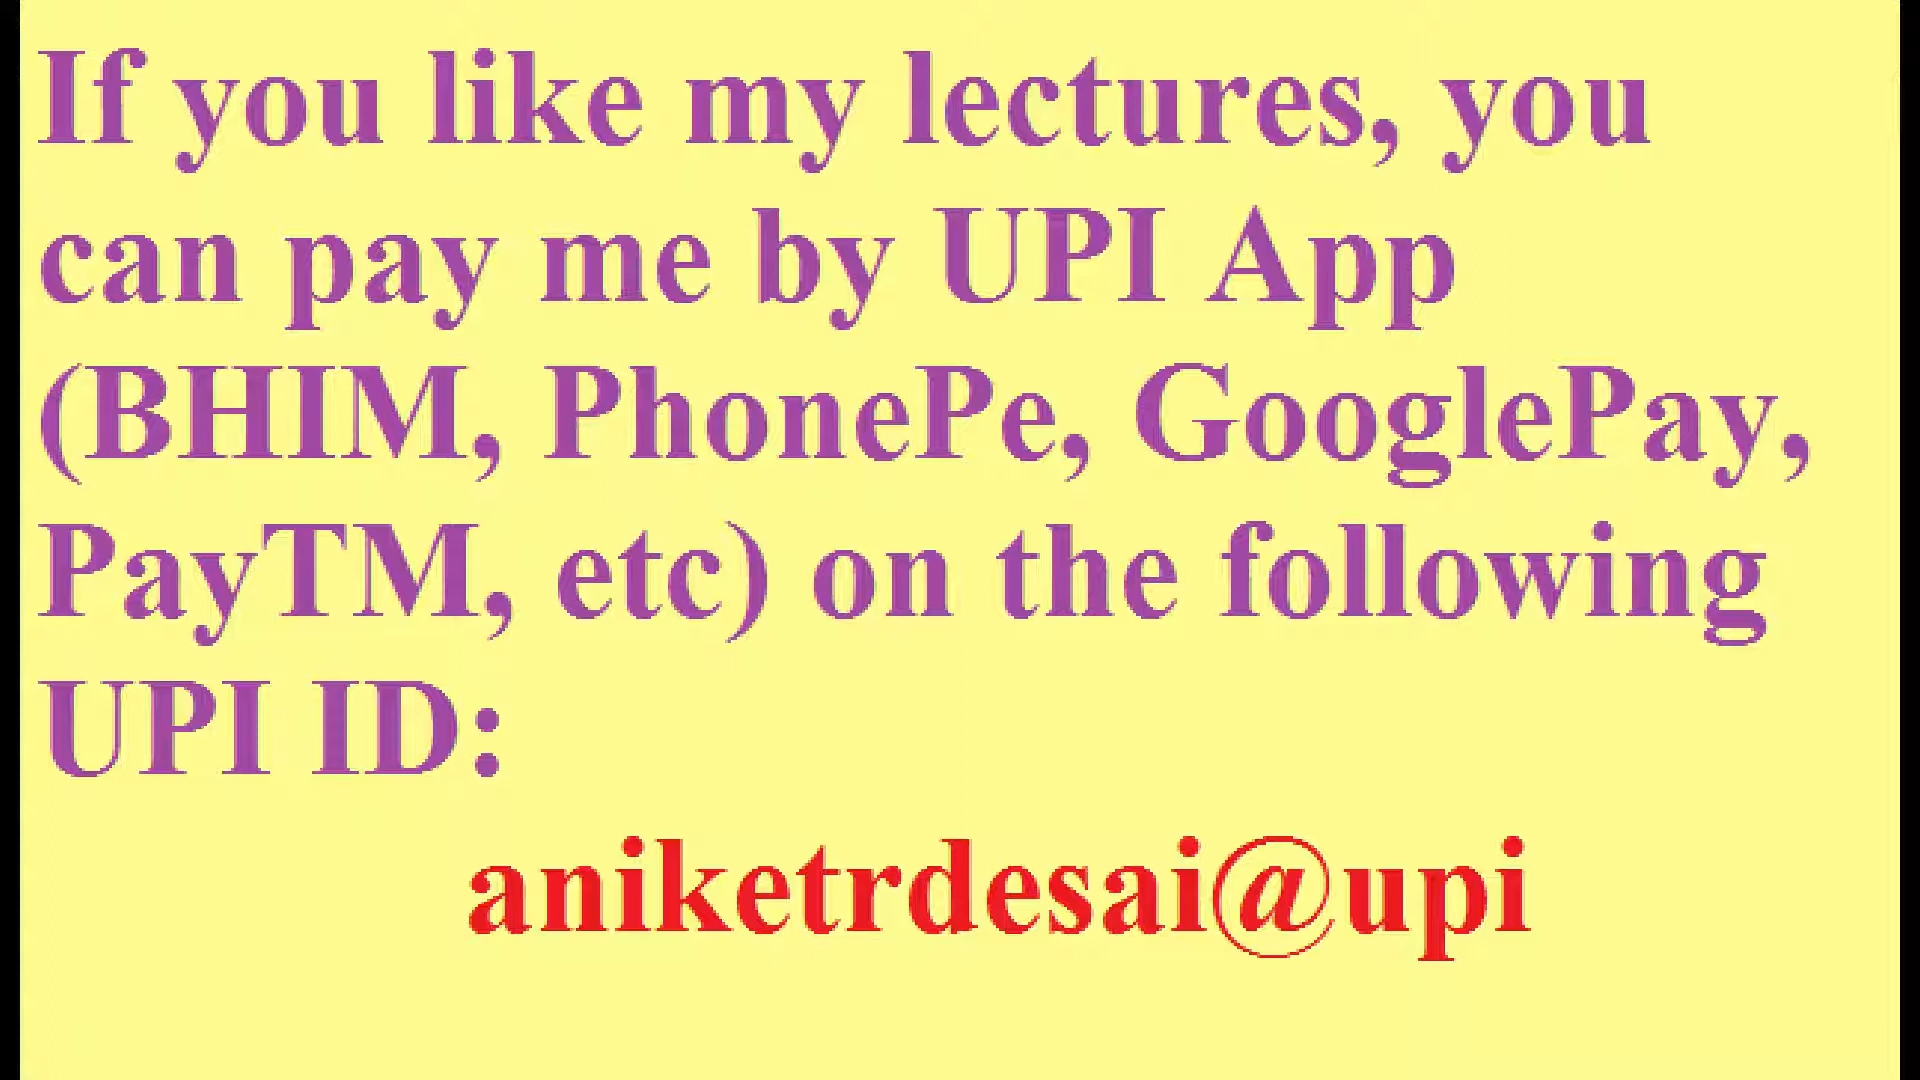 If you like my lectures, you
can pay me by UPI App
(BHIM, PhonePe, GooglePay,
PayTM, etc) on the following
UPI ID:
aniketrdesai@upi